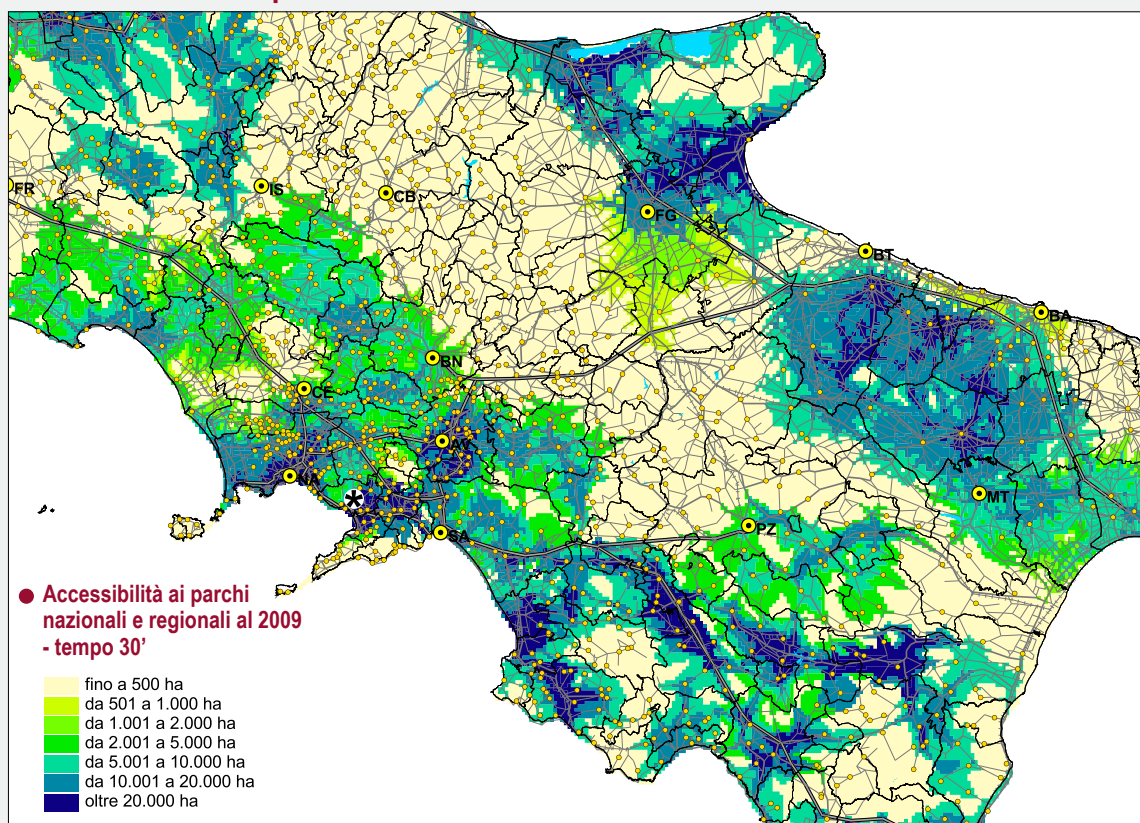 FR
IS
CB
FG
BT
BA
BN
CE
AV
NA
*
SA
PZ
MT
Accessibilità ai parchi
nazionali e regionali al 2009
- tempo 30’
fino a 500 ha
da 501 a 1.000 ha
da 1.001 a 2.000 ha
da 2.001 a 5.000 ha
da 5.001 a 10.000 ha
da 10.001 a 20.000 ha
oltre 20.000 ha